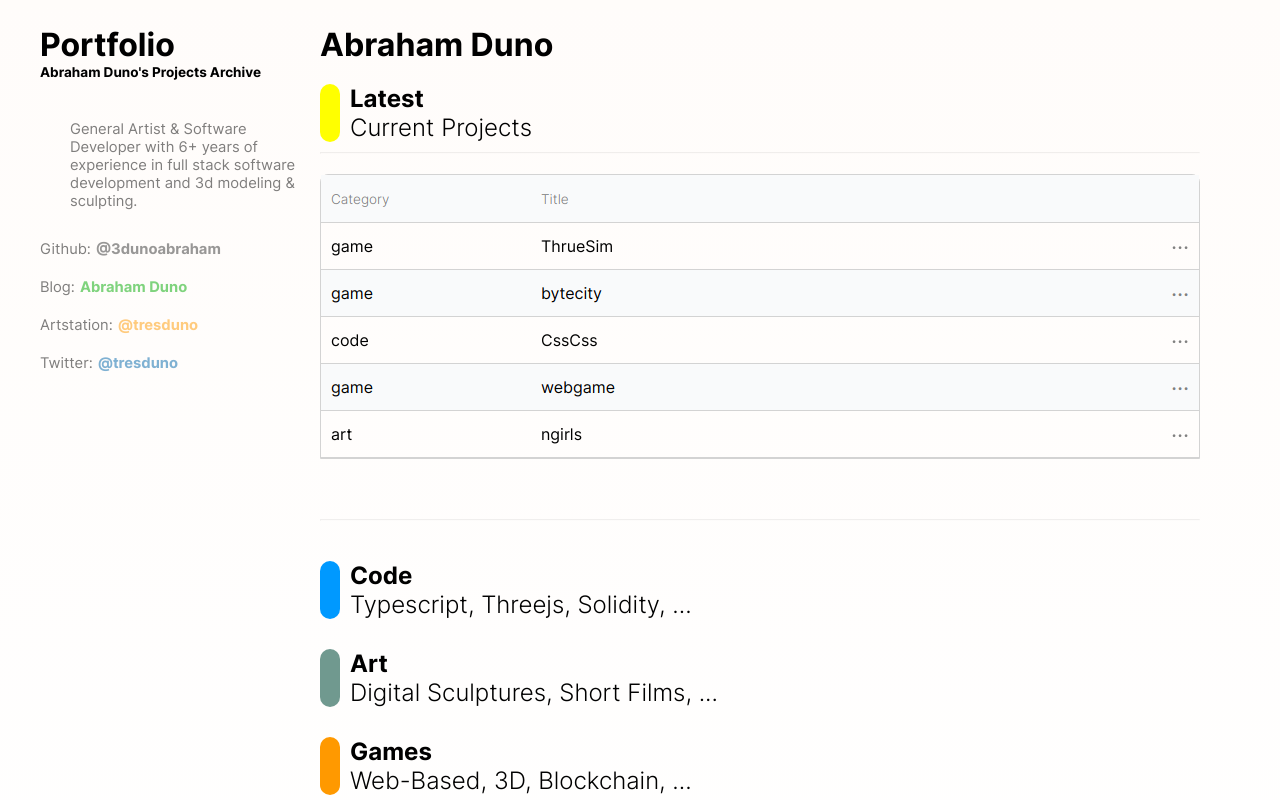 Portfolio
Abraham Duno's Projects Archive
General Artist & Software
Developer with 6+ years of
experience in full stack software
development and 3d modeling &
sculpting.
Github: @3dunoabraham
Blog: Abraham Duno
Artstation: @tresduno
Twitter: @tresduno
Abraham Duno
Latest
Current Projects
Category Title
game ThrueSim ...
game bytecity ...
code CssCss ...
game webgame ...
art ngirls ...
Code
Typescript, Threejs, Solidity, ...
Art
Digital Sculptures, Short Films, ...
Games
Web-Based, 3D, Blockchain, ...